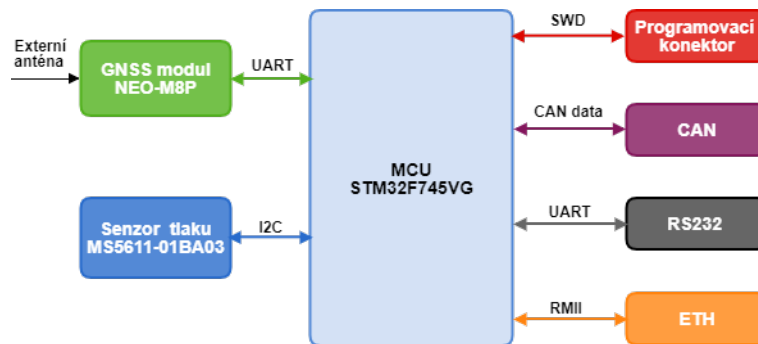 Externí
anténa
GNSS modul
NEO-M8P
UART
Senzor tlaku
MS5611-01BA03
I2C
MCU
STM32F745VG
SWD
Programovací
konektor
CAN data
CAN
UART
RS232
RMII
ETH